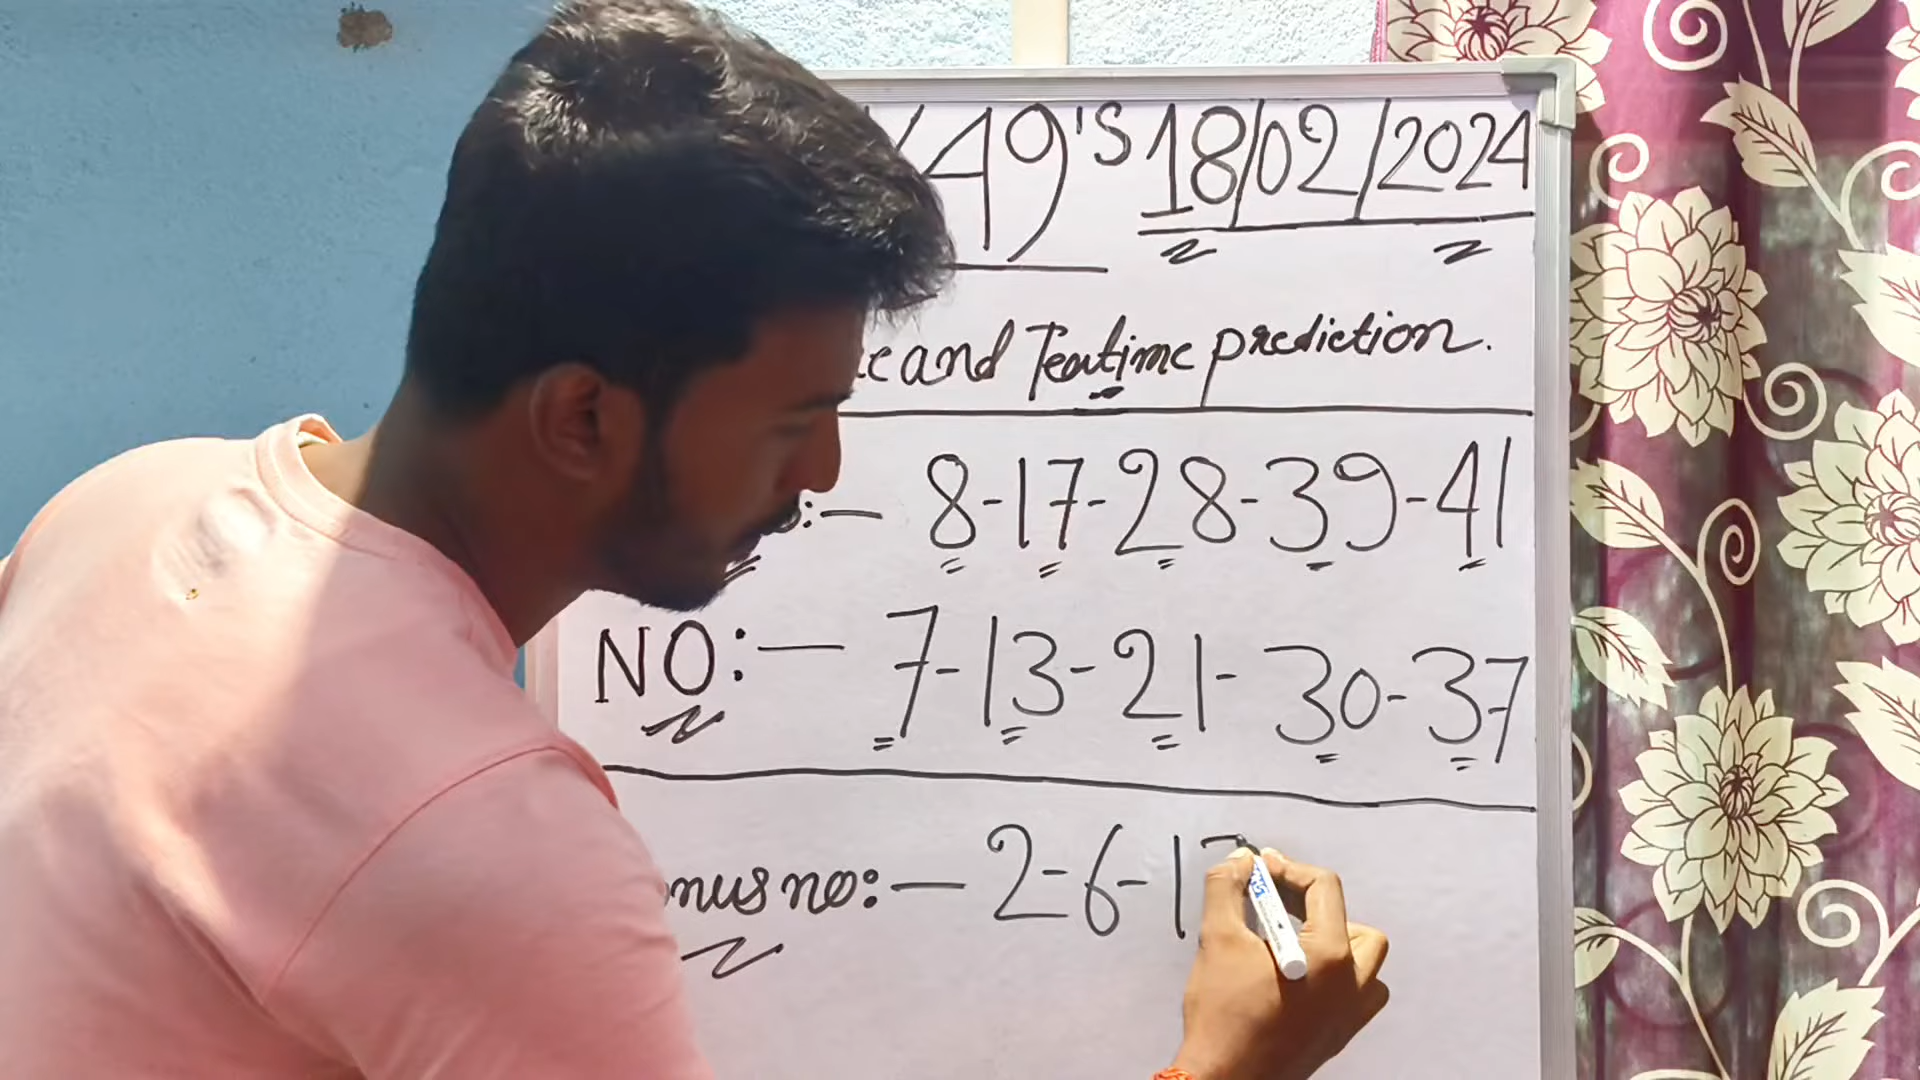 49's 18/02/2024
and Teatime prediction.
:— 8-17-28-39-41
NO:— 7-13-21-30-37
no:— 2-6-1